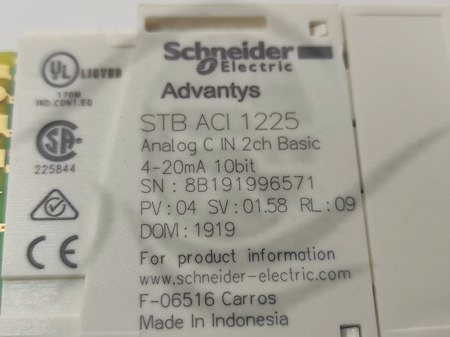 UL LISTED
170M
IND.CONT.EQ
SA
225844
CE
Schneider
Electric
Advantys
STB ACI 1225
Analog C IN 2ch Basic
4-20mA 10bit
SN : 8B191996571
PV : 04 SV : 01.58 RL : 09
DOM : 1919
For product information
www.schneider-electric.com
F-06516 Carros
Made In Indonesia